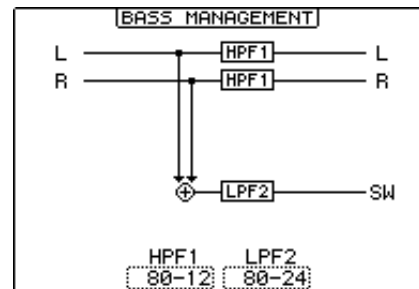 BASS MANAGEMENT
L HPF1 L
R HPF1 R
LPF2 SW
HPF1 LPF2
80-12 80-24